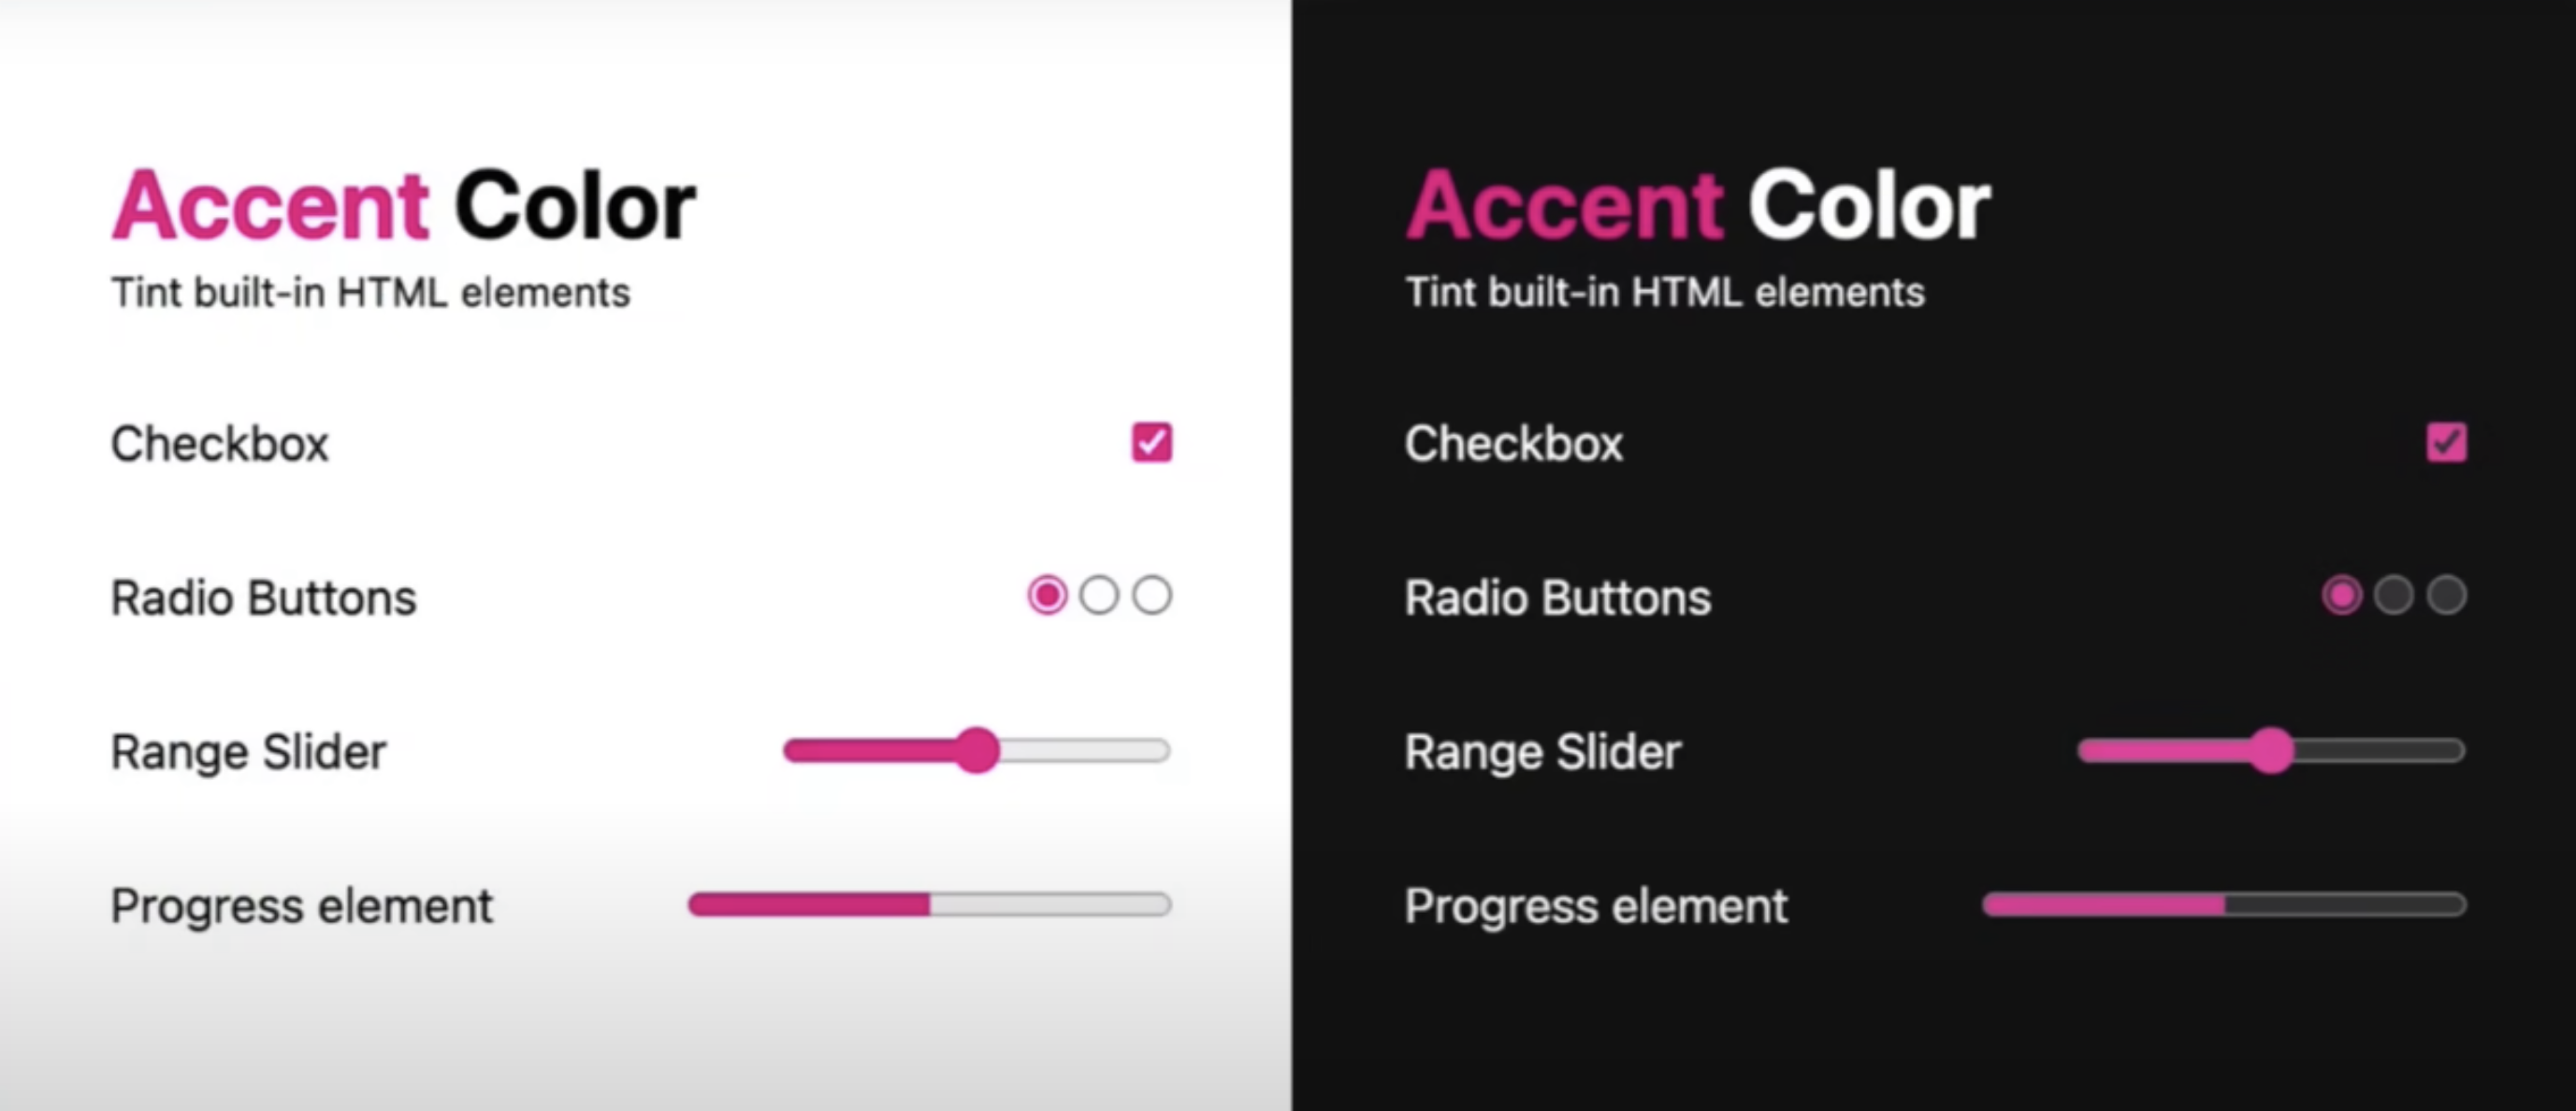 Accent Color
Tint built-in HTML elements
Checkbox
Radio Buttons
Range Slider
Progress element
Accent Color
Tint built-in HTML elements
Checkbox
Radio Buttons
Range Slider
Progress element